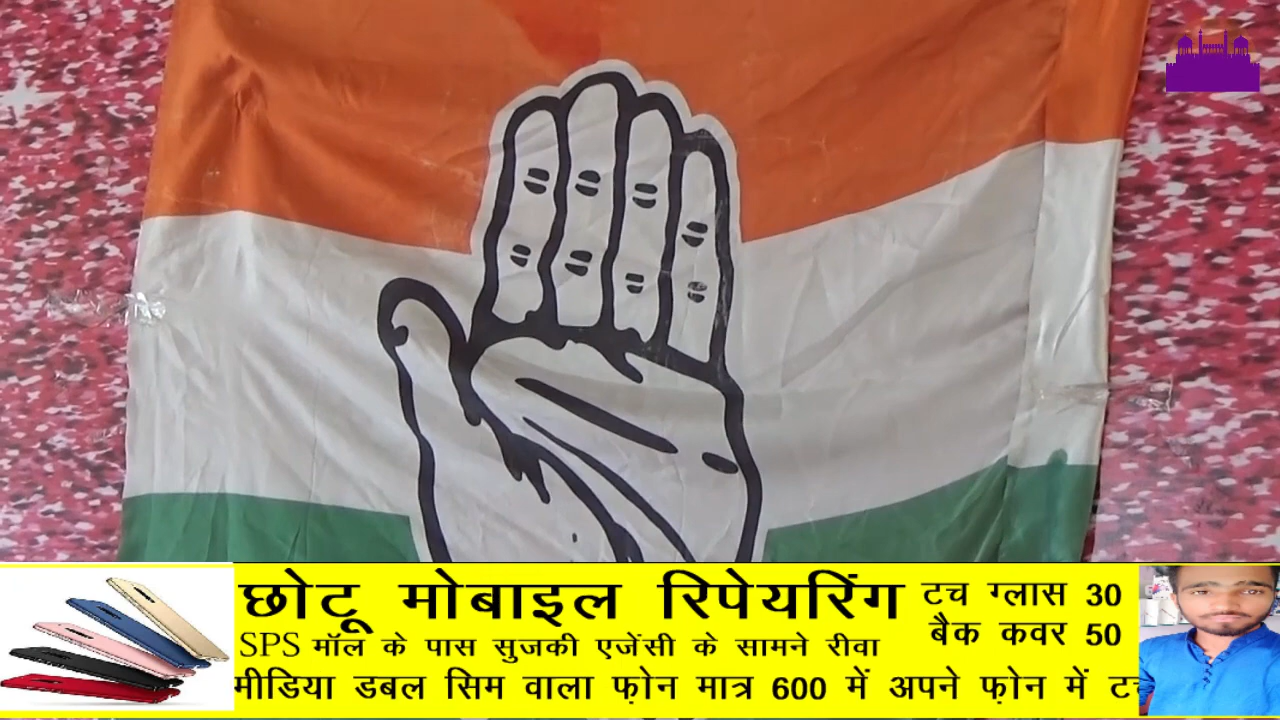 छोटू मोबाइल रिपेयरिंग
SPS मॉल के पास सुजकी एजेंसी के सामने रीवा
टच ग्लास 30
बैक कवर 50
मीडिया डबल सिम वाला फ़ोन मात्र 600 में अपने फ़ोन में